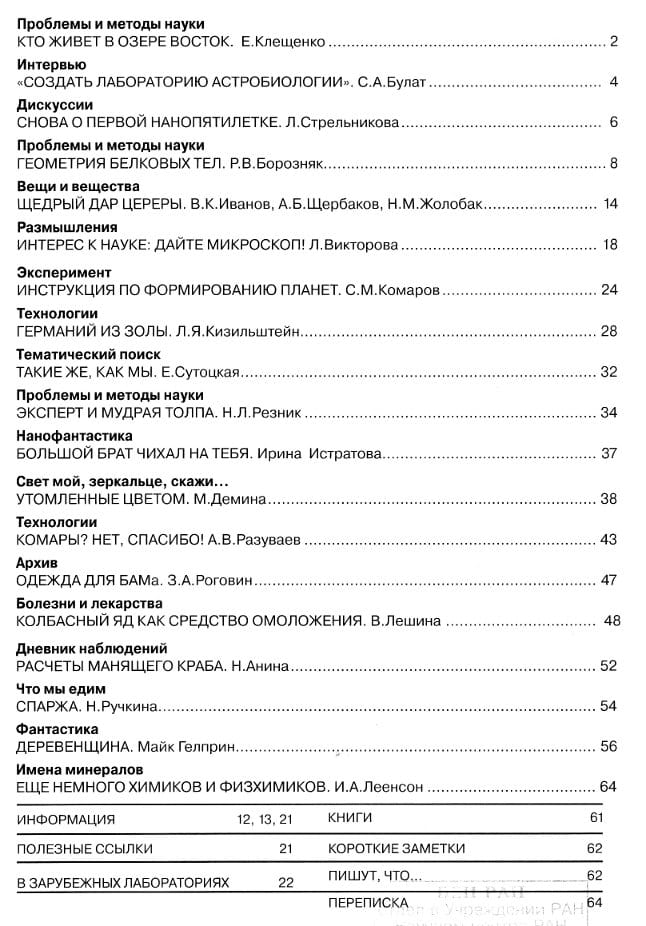 Проблемы и методы науки
КТО ЖИВЕТ В ОЗЕРЕ ВОСТОК. Е.Клещенко 2
Интервью
«СОЗДАТЬ ЛАБОРАТОРИЮ АСТРОБИОЛОГИИ». С.А.Булат 4
Дискуссии
СНОВА О ПЕРВОЙ НАНОПЯТИЛЕТКЕ. Л.Стрельникова 6
Проблемы и методы науки
ГЕОМЕТРИЯ БЕЛКОВЫХ ТЕЛ. Р.В.Борозняк 8
Вещи и вещества
ЩЕДРЫЙ ДАР ЦЕРЕРЫ. В.К.Иванов, А.Б.Щербаков, Н.М.Жолобак 14
Размышления
ИНТЕРЕС К НАУКЕ: ДАЙТЕ МИКРОСКОП! Л.Викторова 18
Эксперимент
ИНСТРУКЦИЯ ПО ФОРМИРОВАНИЮ ПЛАНЕТ. С.М.Комаров 24
Технологии
ГЕРМАНИЙ ИЗ ЗОЛЫ. Л.Я.Кизильштейн 28
Тематический поиск
ТАКИЕ ЖЕ, КАК МЫ. Е.Сутоцкая 32
Проблемы и методы науки
ЭКСПЕРТ И МУДРАЯ ТОЛПА. Н.Л.Резник 34
Нанофантастика
БОЛЬШОЙ БРАТ ЧИХАЛ НА ТЕБЯ. Ирина Истратова 37
Свет мой, зеркальце, скажи...
УТОМЛЕННЫЕ ЦВЕТОМ. М.Демина 38
Технологии
КОМАРЫ? НЕТ, СПАСИБО! А.В.Разуваев 43
Архив
ОДЕЖДА ДЛЯ БАМа. З.А.Роговин 47
Болезни и лекарства
КОЛБАСНЫЙ ЯД КАК СРЕДСТВО ОМОЛОЖЕНИЯ. В.Лешина 48
Дневник наблюдений
РАСЧЕТЫ МАНЯЩЕГО КРАБА. Н.Анина 52
Что мы едим
СПАРЖА. Н.Ручкина 54
Фантастика
ДЕРЕВЕНЩИНА. Майк Гелприн 56
Имена минералов
ЕЩЕ НЕМНОГО ХИМИКОВ И ФИЗХИМИКОВ. И.А.Леенсон 64
ИНФОРМАЦИЯ 12, 13, 21
ПОЛЕЗНЫЕ ССЫЛКИ 21
В ЗАРУБЕЖНЫХ ЛАБОРАТОРИЯХ 22
КНИГИ 61
КОРОТКИЕ ЗАМЕТКИ 62
ПИШУТ, ЧТО... 62
ПЕРЕПИСКА 64
БЕН РАН